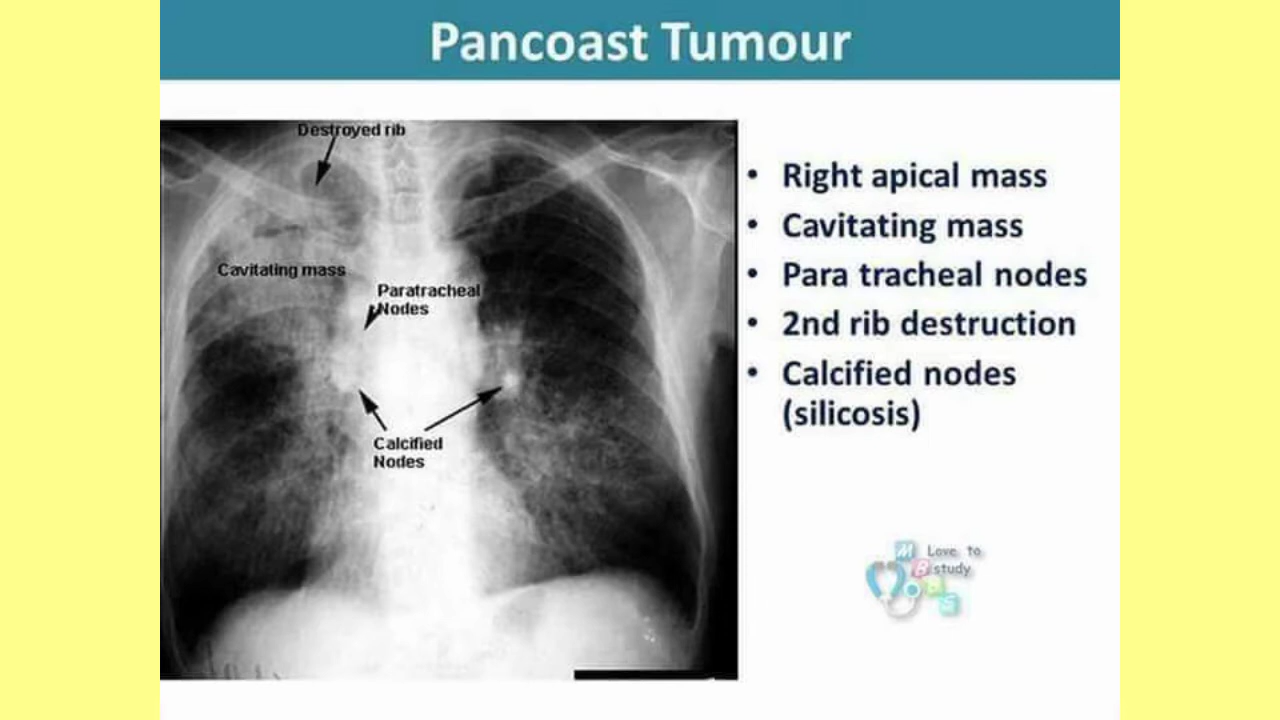 Pancoast Tumour
Destroyed rib
Cavitating mass
Paratracheal
Nodes
Calcified
Nodes
• Right apical mass
• Cavitating mass
• Para tracheal nodes
• 2nd rib destruction
• Calcified nodes
(silicosis)
Love to
study
MBBS